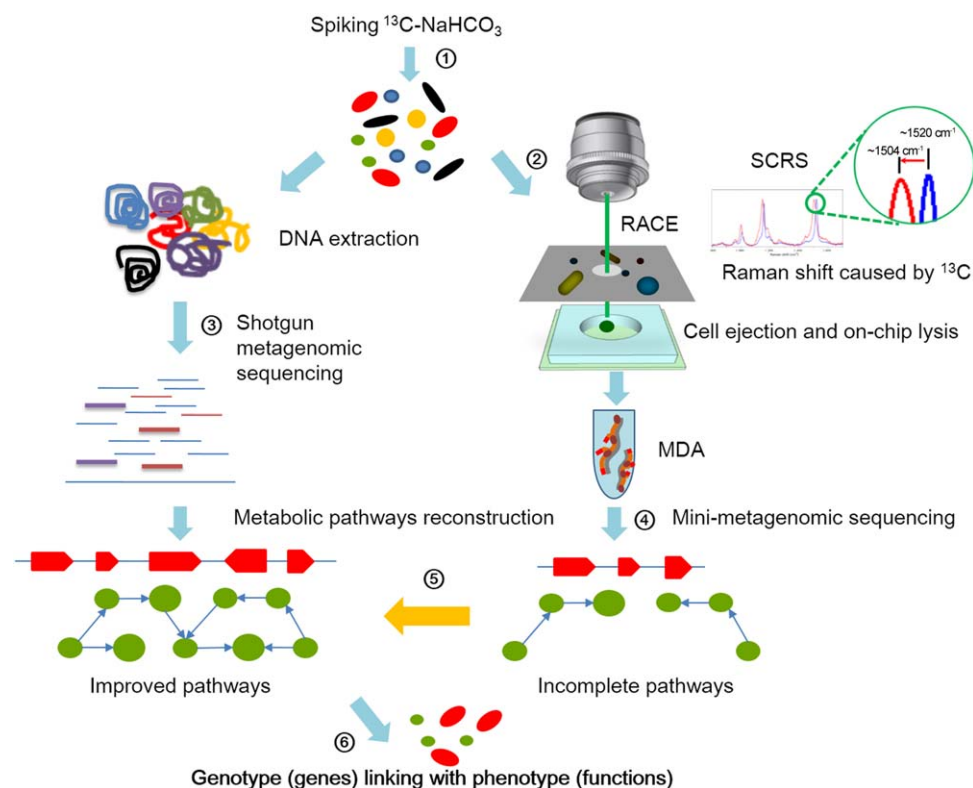 Spiking ¹³C-NaHCO₃
①
②
SCRS
~1520 cm⁻¹
~1504 cm⁻¹
RACE
DNA extraction
Raman shift caused by ¹³C
③ Shotgun
metagenomic
sequencing
Cell ejection and on-chip lysis
MDA
Metabolic pathways reconstruction
④ Mini-metagenomic sequencing
⑤
Improved pathways
Incomplete pathways
⑥
Genotype (genes) linking with phenotype (functions)